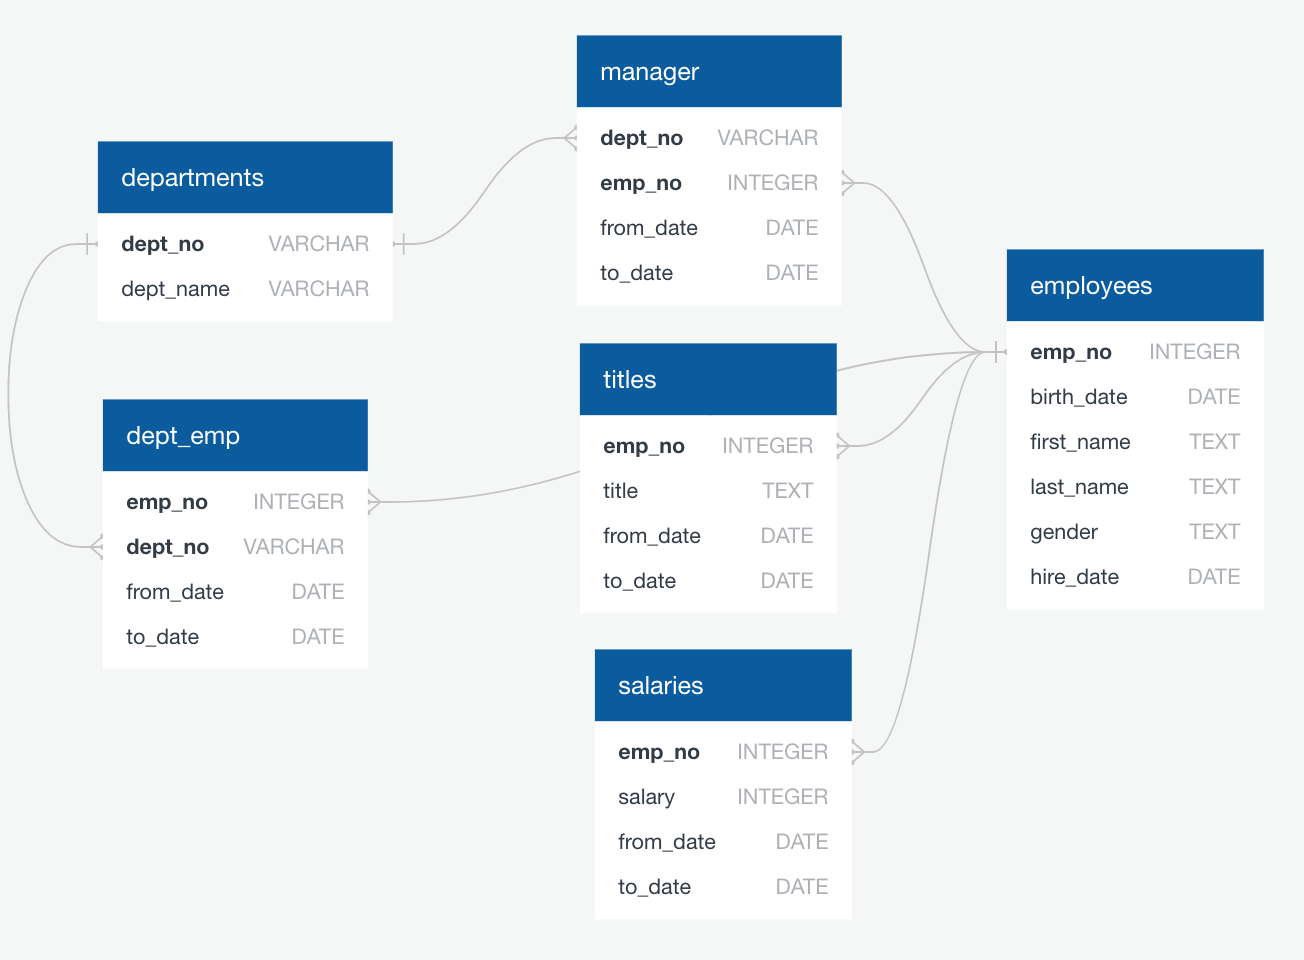 manager
dept_no VARCHAR
emp_no INTEGER
from_date DATE
to_date DATE
departments
dept_no VARCHAR
dept_name VARCHAR
employees
emp_no INTEGER
birth_date DATE
first_name TEXT
last_name TEXT
gender TEXT
hire_date DATE
titles
emp_no INTEGER
title TEXT
from_date DATE
to_date DATE
dept_emp
emp_no INTEGER
dept_no VARCHAR
from_date DATE
to_date DATE
salaries
emp_no INTEGER
salary INTEGER
from_date DATE
to_date DATE